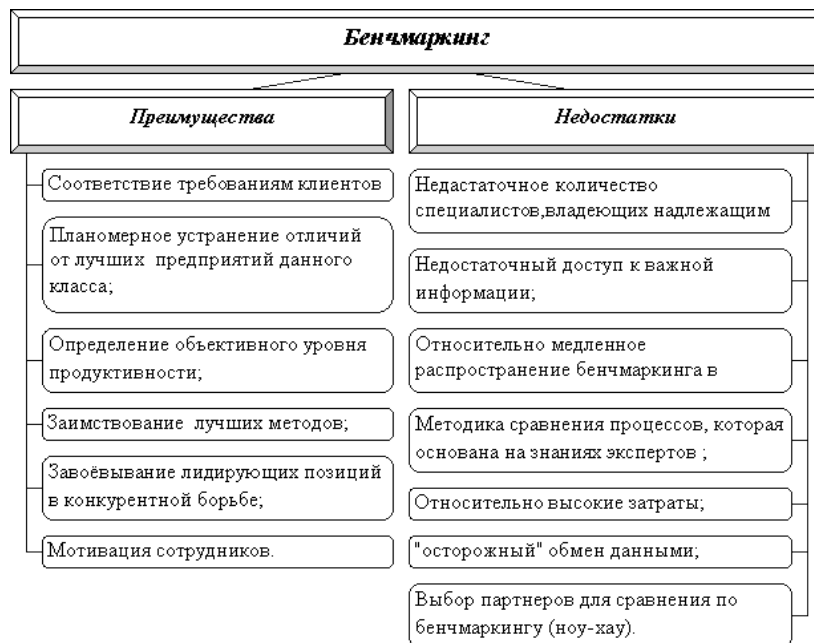 Бенчмаркинг
Преимущества
Недостатки
Соответствие требованиям клиентов
Планомерное устранение отличий
от лучших предприятий данного
класса;
Определение объективного уровня
продуктивности;
Заимствование лучших методов;
Завоёвывание лидирующих позиций
в конкурентной борьбе;
Мотивация сотрудников.
Недастаточное количество
специалистов,владеющих надлежащим
Недостаточный доступ к важной
информации;
Относительно медленное
распространение бенчмаркинга в
Методика сравнения процессов, которая
основана на знаниях экспертов ;
Относительно высокие затраты;
"осторожный" обмен данными;
Выбор партнеров для сравнения по
бенчмаркингу (ноу-хау).